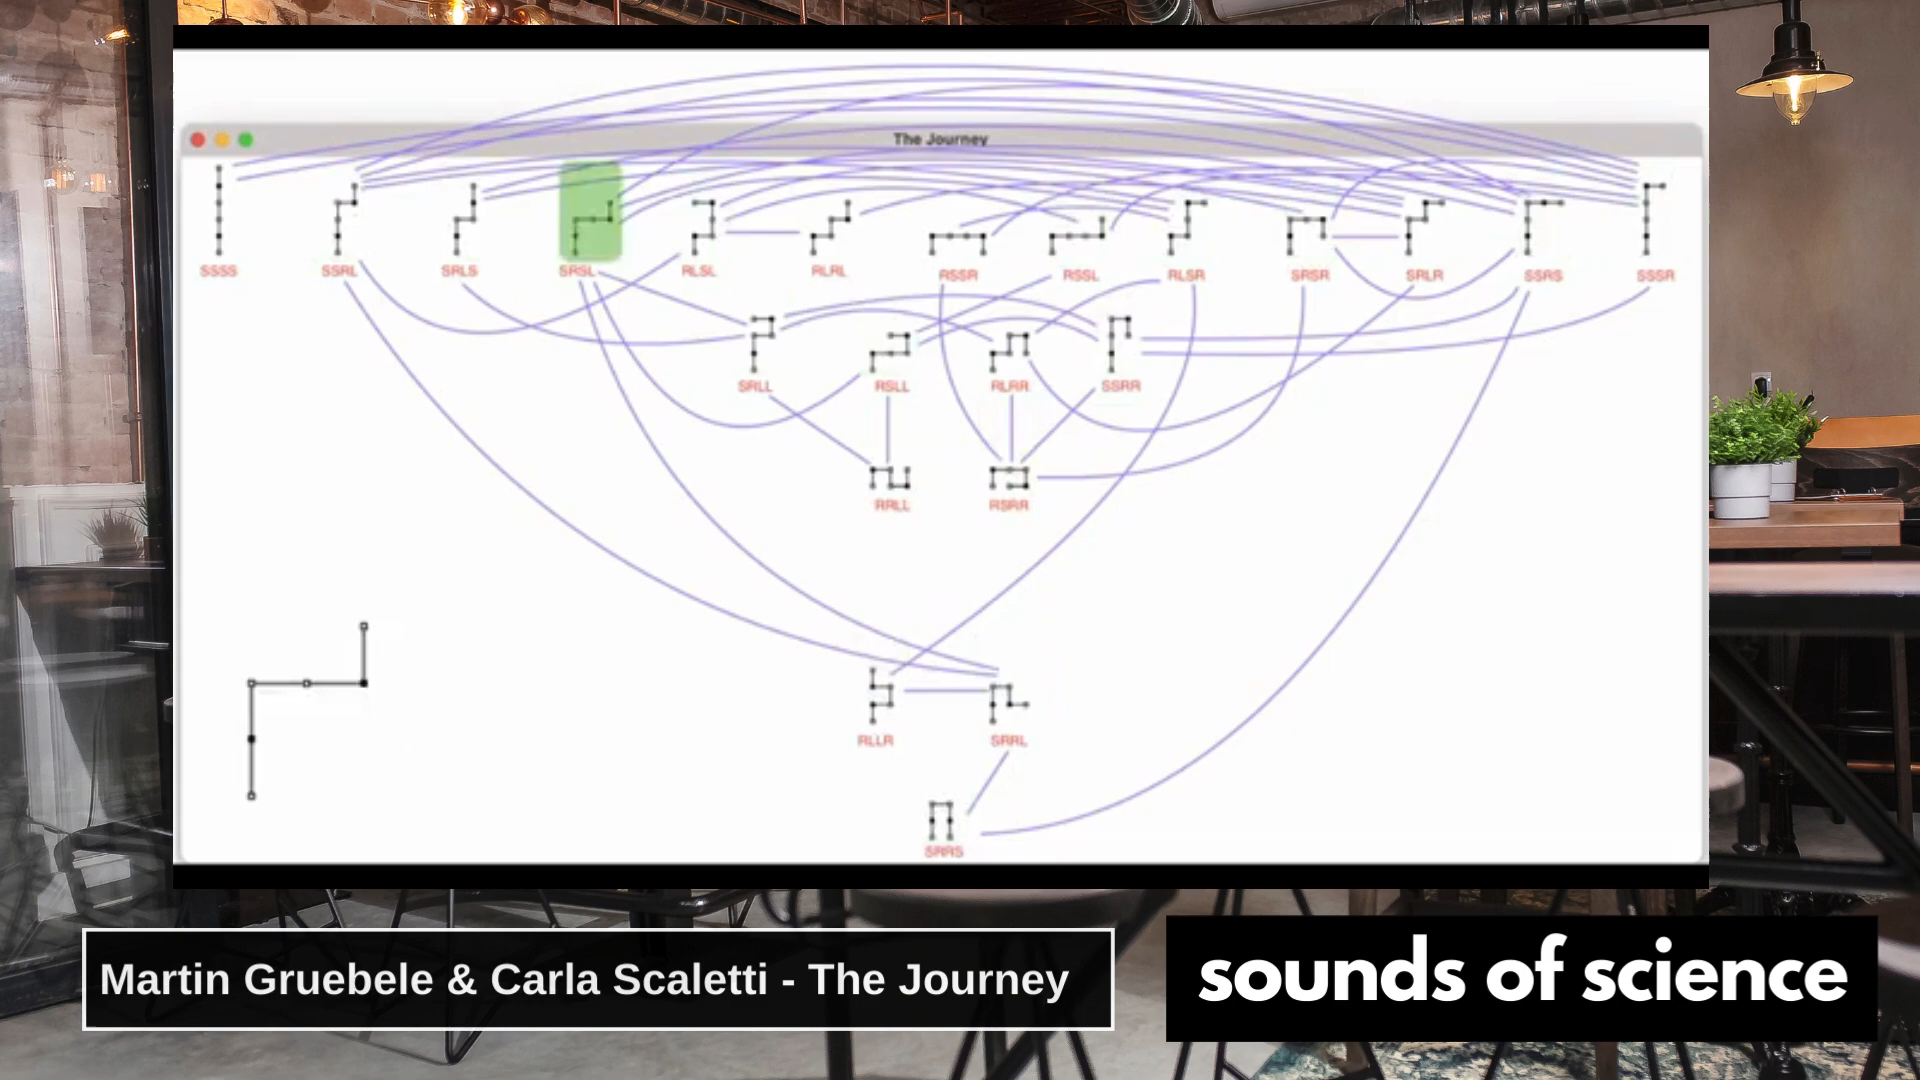 The Journey
SSSS
SSRL
SRLS
SRSL
RLSL
RLRL
RSSR
RSSL
RLSR
SRSR
SRLR
SSRS
SSSR
SRLL
RSLL
RLRR
SSRR
RRLL
RSRR
RLLR
SRRL
SRRS
Martin Gruebele & Carla Scaletti - The Journey
sounds of science